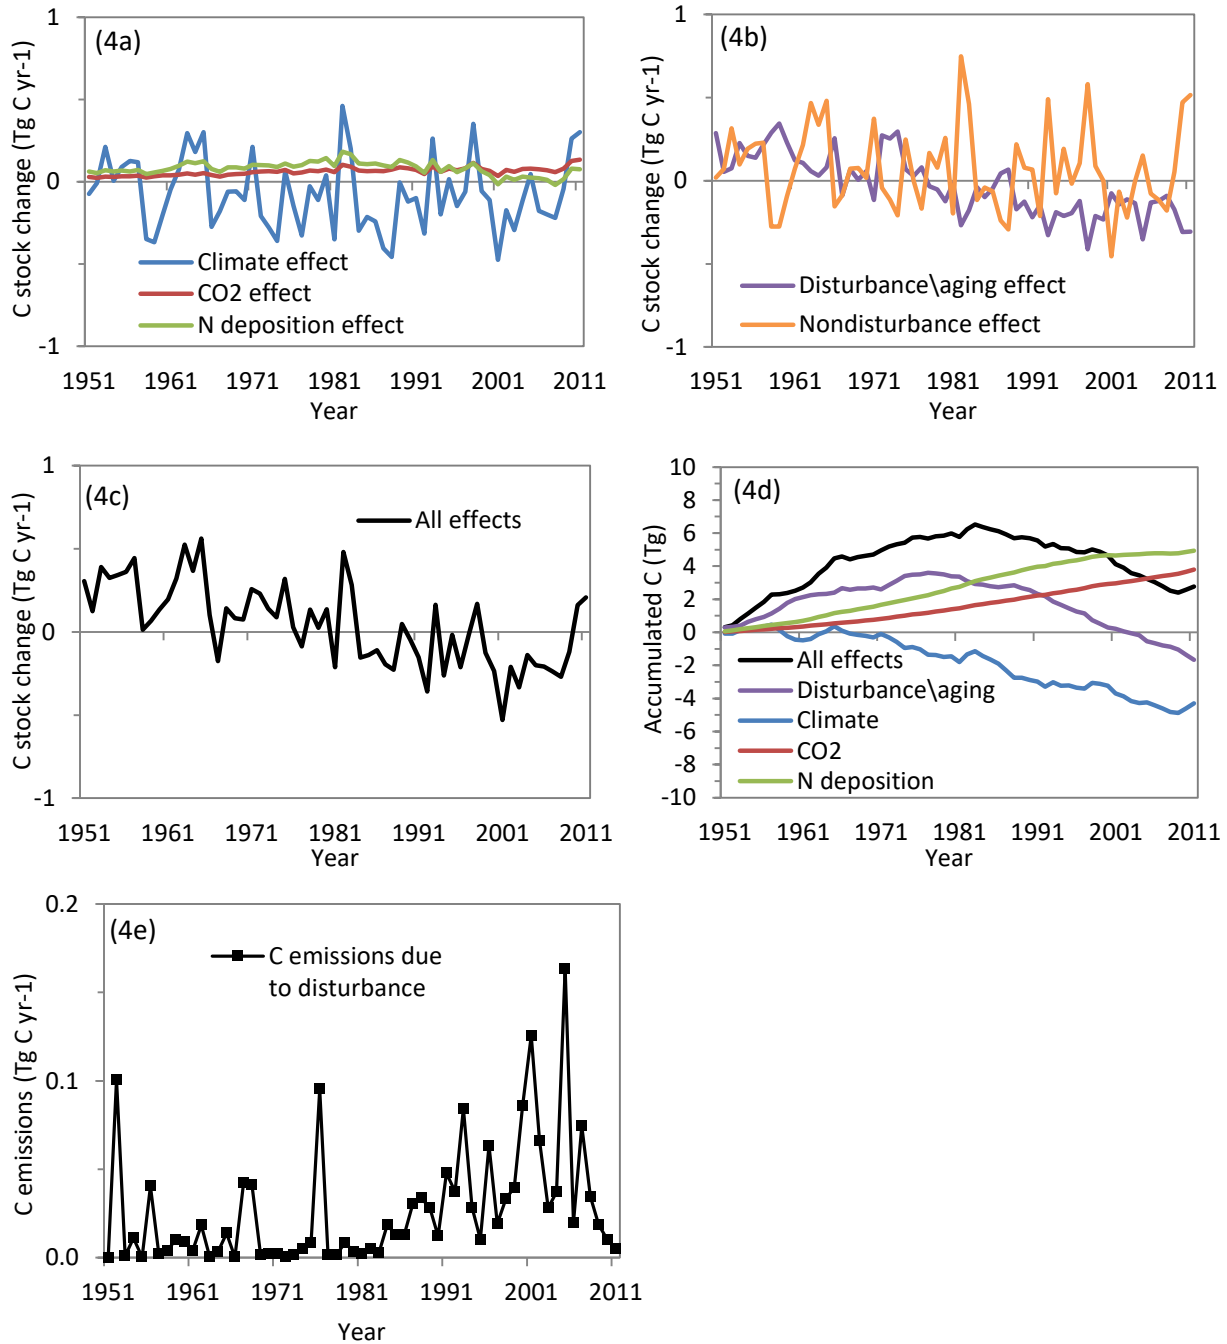 (4a)
1
0
-1
C stock change (Tg C yr-1)
Climate effect
CO2 effect
N deposition effect
1951 1961 1971 1981 1991 2001 2011
Year
(4b)
1
0
-1
C stock change (Tg C yr-1)
Disturbance\aging effect
Nondisturbance effect
1951 1961 1971 1981 1991 2001 2011
Year
(4c)
1
0
-1
C stock change (Tg C yr-1)
All effects
1951 1961 1971 1981 1991 2001 2011
Year
(4d)
10
8
6
4
2
0
-2
-4
-6
-8
-10
Accumulated C (Tg)
All effects
Disturbance\aging
Climate
CO2
N deposition
1951 1961 1971 1981 1991 2001 2011
Year
(4e)
0.2
0.1
0.0
C emissions (Tg C yr-1)
C emissions due
to disturbance
1951 1961 1971 1981 1991 2001 2011
Year